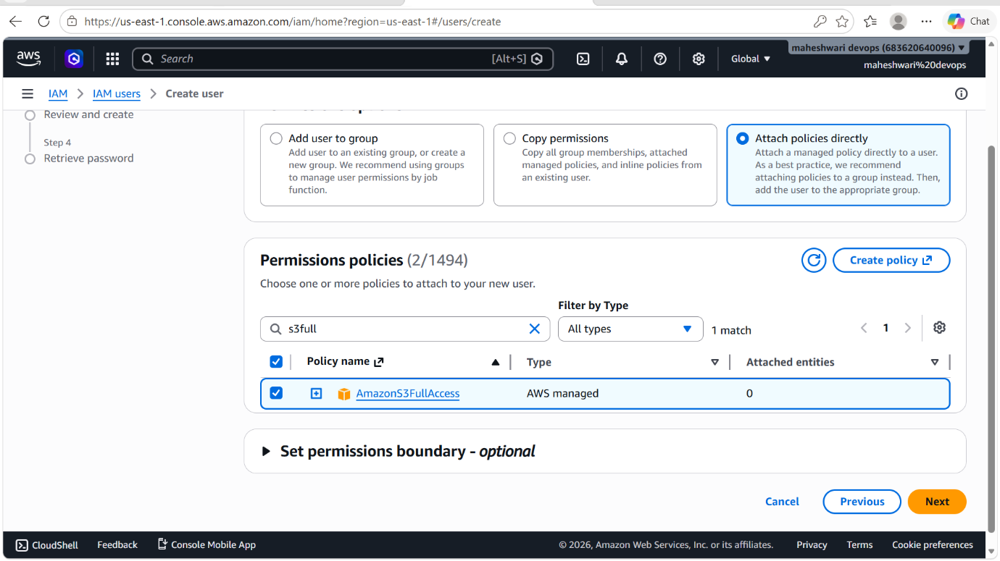 https://us-east-1.console.aws.amazon.com/iam/home?region=us-east-1#/users/create
Chat
aws
Search
[Alt+S]
Global
maheshwari devops (683620640096)
maheshwari%20devops
IAM
IAM users
Create user
Review and create
Step 4
Retrieve password
Add user to group
Add user to an existing group, or create a
new group. We recommend using groups
to manage user permissions by job
function.
Copy permissions
Copy all group memberships, attached
managed policies, and inline policies from
an existing user.
Attach policies directly
Attach a managed policy directly to a user.
As a best practice, we recommend
attaching policies to a group instead. Then,
add the user to the appropriate group.
Permissions policies (2/1494)
Create policy
Choose one or more policies to attach to your new user.
Filter by Type
s3full
All types
1 match
1
Policy name
Type
Attached entities
AmazonS3FullAccess
AWS managed
0
Set permissions boundary - optional
Cancel
Previous
Next
CloudShell
Feedback
Console Mobile App
© 2026, Amazon Web Services, Inc. or its affiliates.
Privacy
Terms
Cookie preferences